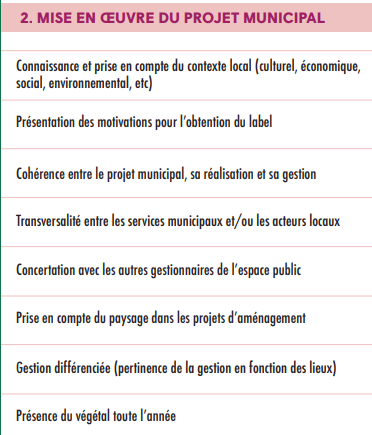 2. MISE EN ŒUVRE DU PROJET MUNICIPAL
Connaissance et prise en compte du contexte local (culturel, économique,
social, environnemental, etc)
Présentation des motivations pour l'obtention du label
Cohérence entre le projet municipal, sa réalisation et sa gestion
Transversalité entre les services municipaux et/ou les acteurs locaux
Concertation avec les autres gestionnaires de l'espace public
Prise en compte du paysage dans les projets d'aménagement
Gestion différenciée (pertinence de la gestion en fonction des lieux)
Présence du végétal toute l'année